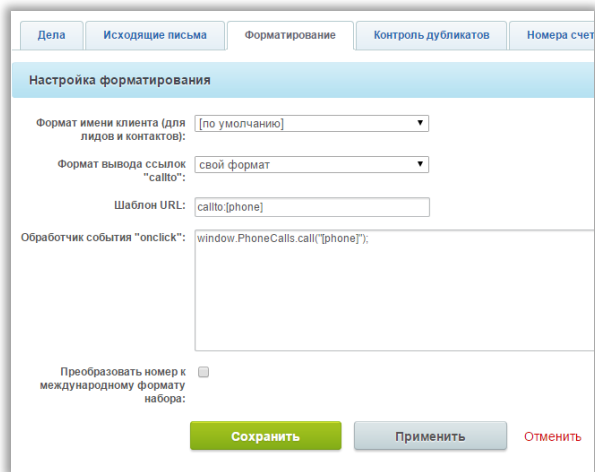 Дела Исходящие письма Форматирование Контроль дубликатов Номера счет
Настройка форматирования
Формат имени клиента (для лидов и контактов): [по умолчанию]
Формат вывода ссылок "callto": свой формат
Шаблон URL: callto:[phone]
Обработчик события "onclick": window.PhoneCalls.call("[phone]");
Преобразовать номер к международному формату набора:
Сохранить Применить Отменить